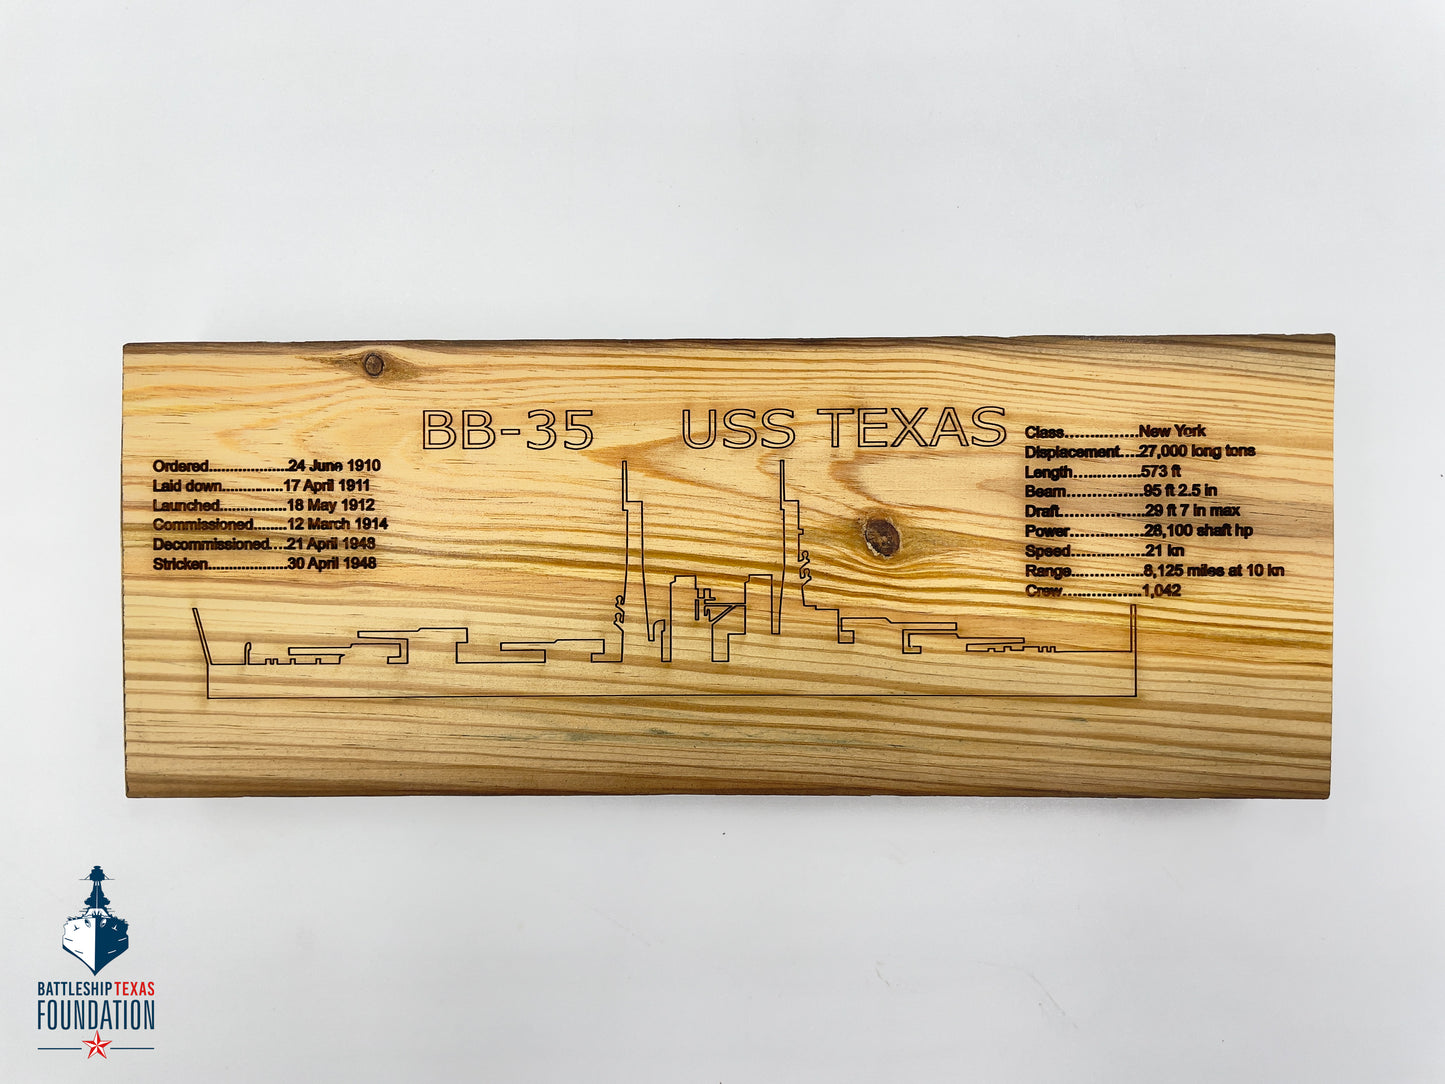 BB-35 USS TEXAS
Ordered....................24 June 1910
Laid down...............17 April 1911
Launched.................18 May 1912
Commissioned........12 March 1914
Decommissioned....21 April 1948
Stricken....................30 April 1948
Class..................New York
Displacement.....27,000 long tons
Length.................573 ft
Beam...................95 ft 2.5 in
Draft.....................29 ft 7 in max
Power..................28,100 shaft hp
Speed..................21 kn
Range..................8,125 miles at 10 kn
Crew...................1,042
BATTLESHIP TEXAS
FOUNDATION